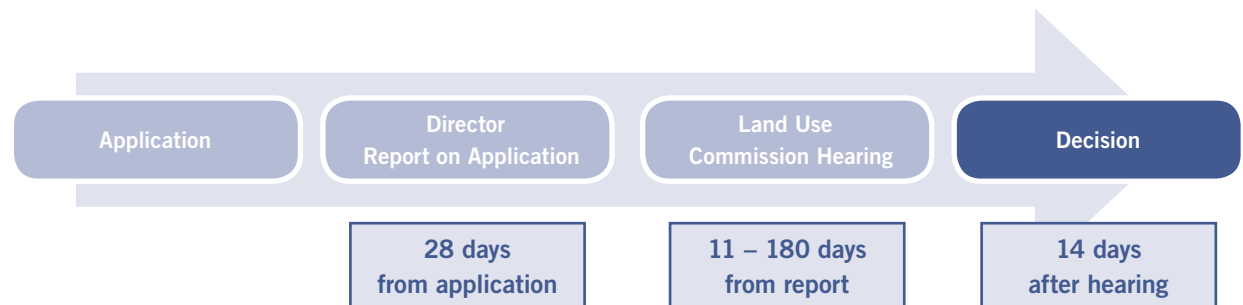 Application
Director
Report on Application
Land Use
Commission Hearing
Decision
28 days
from application
11 – 180 days
from report
14 days
after hearing